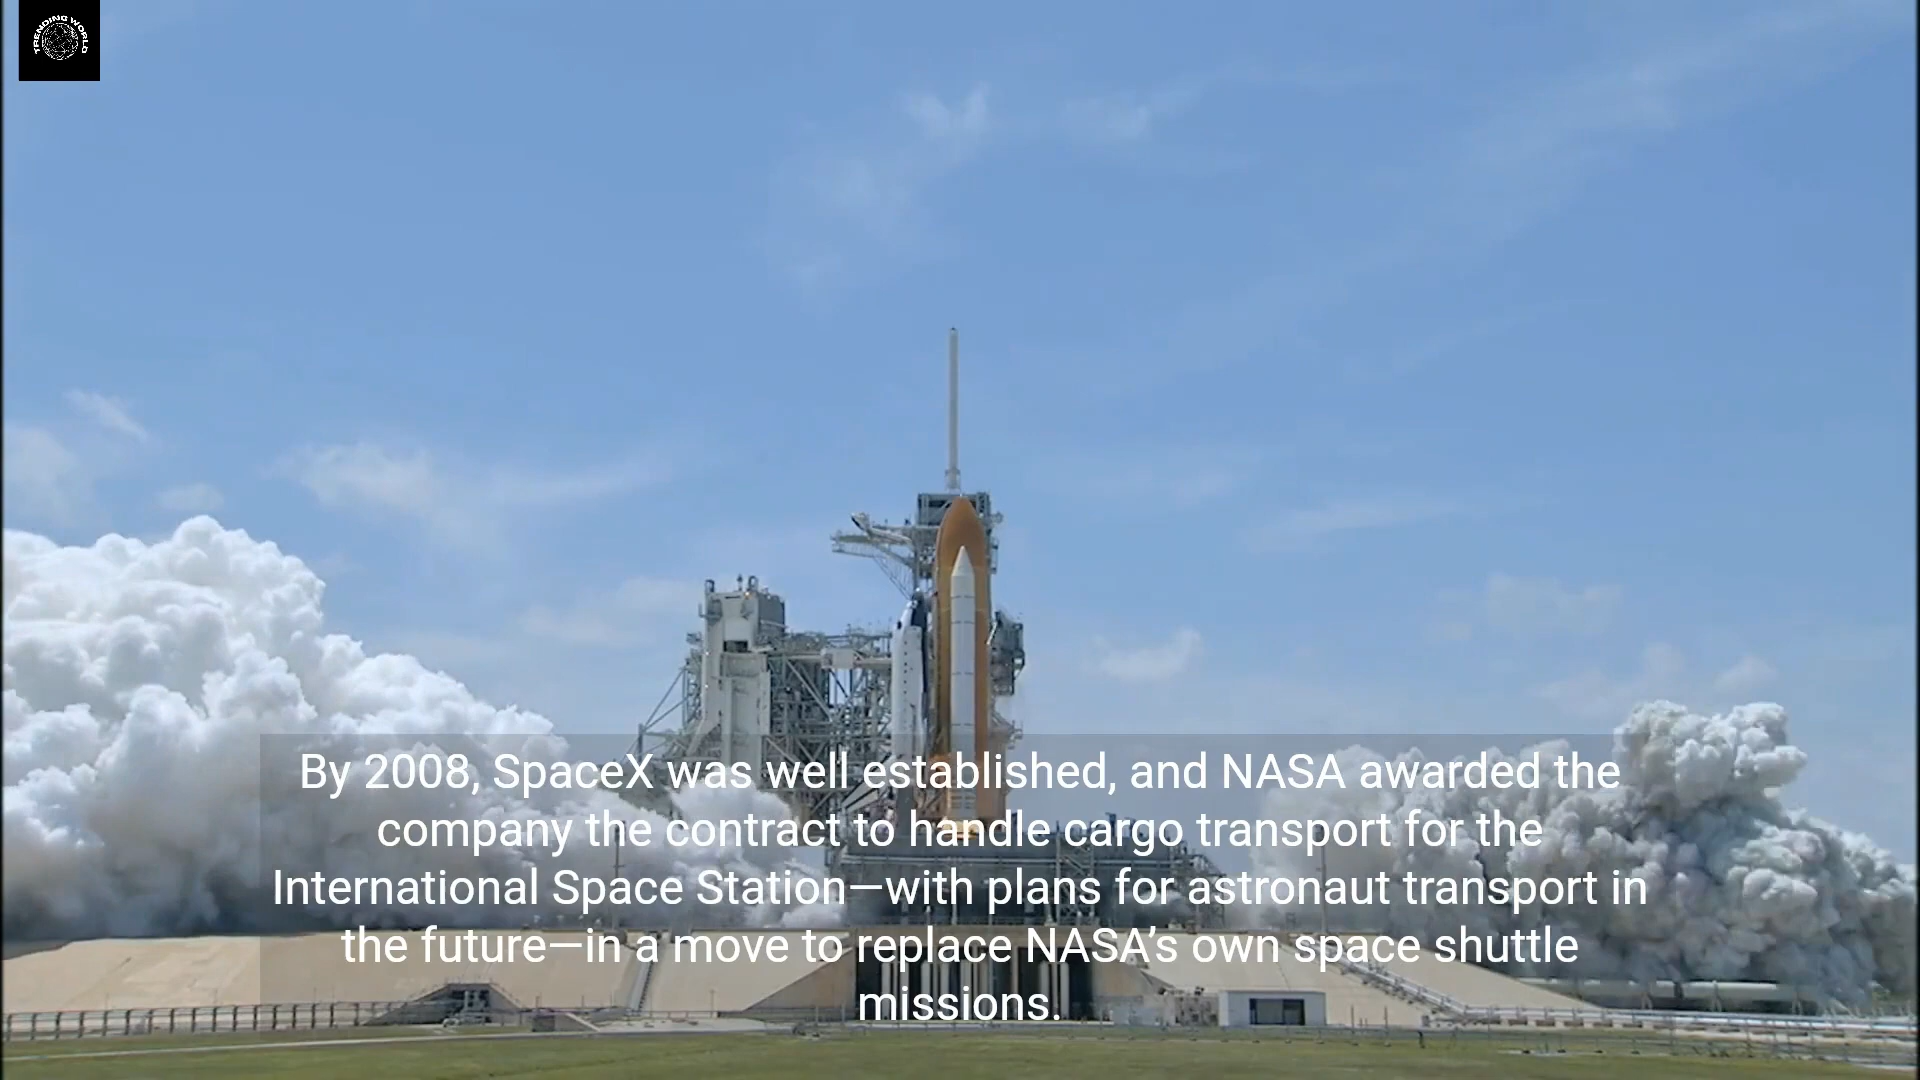 TRENDING WORLD
By 2008, SpaceX was well established, and NASA awarded the
company the contract to handle cargo transport for the
International Space Station—with plans for astronaut transport in
the future—in a move to replace NASA’s own space shuttle
missions.